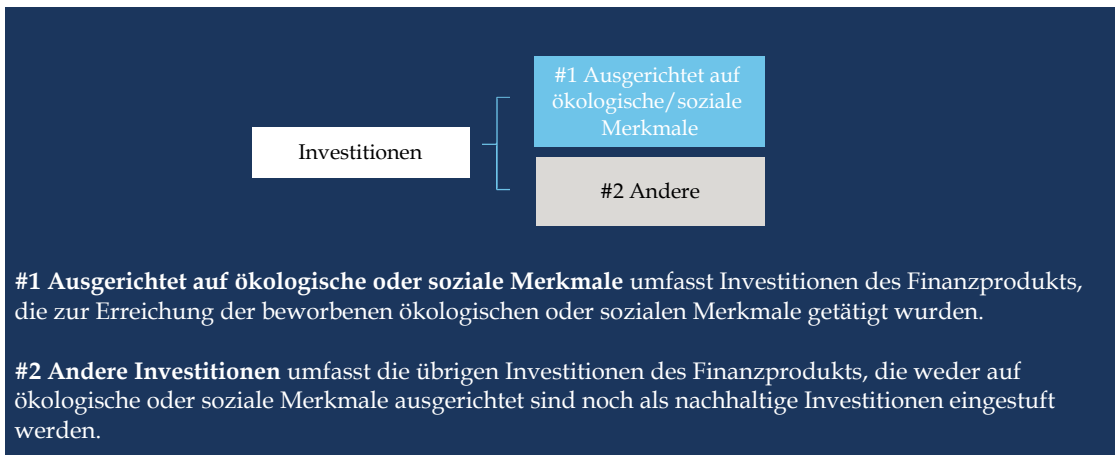 #1 Ausgerichtet auf
ökologische/soziale
Merkmale
Investitionen
#2 Andere
#1 Ausgerichtet auf ökologische oder soziale Merkmale umfasst Investitionen des Finanzprodukts,
die zur Erreichung der beworbenen ökologischen oder sozialen Merkmale getätigt wurden.
#2 Andere Investitionen umfasst die übrigen Investitionen des Finanzprodukts, die weder auf
ökologische oder soziale Merkmale ausgerichtet sind noch als nachhaltige Investitionen eingestuft
werden.